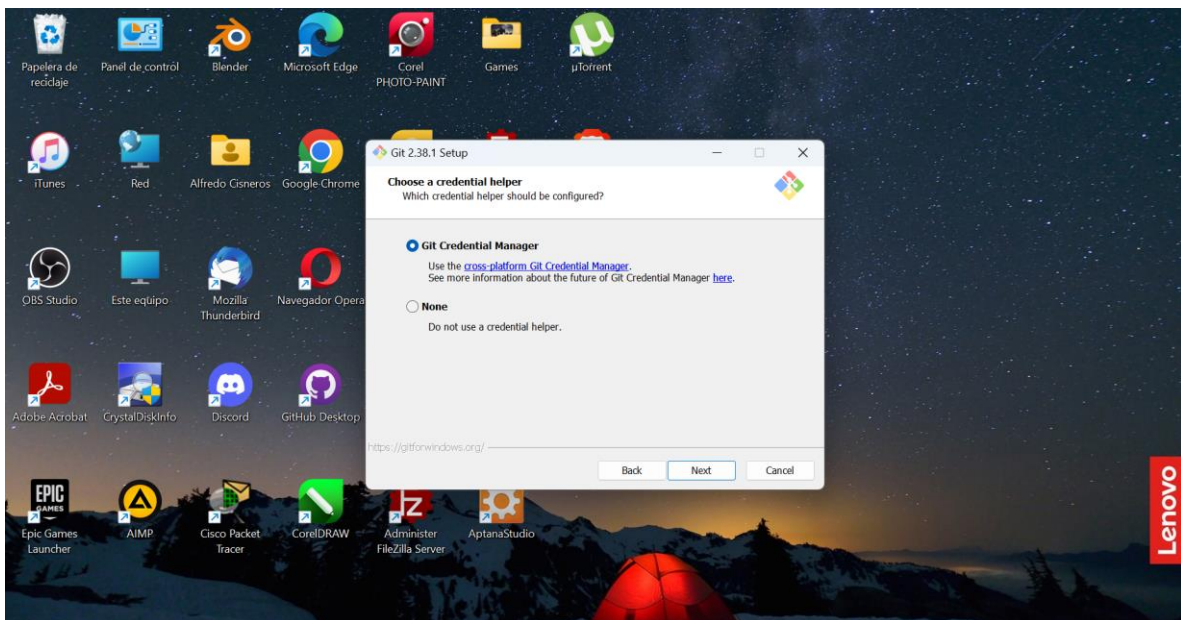 Papelera de
reciclaje
Panel de control
Blender
Microsoft Edge
Corel
PHOTO-PAINT
Games
µTorrent
iTunes
Red
Alfredo Cisneros
Google Chrome
OBS Studio
Este equipo
Mozilla
Thunderbird
Navegador Opera
Adobe Acrobat
CrystalDiskInfo
Discord
GitHub Desktop
EPIC
GAMES
Epic Games
Launcher
AIMP
Cisco Packet
Tracer
CorelDRAW
Administer
FileZilla Server
AptanaStudio
Git 2.38.1 Setup
Choose a credential helper
Which credential helper should be configured?
Git Credential Manager
Use the cross-platform Git Credential Manager.
See more information about the future of Git Credential Manager here.
None
Do not use a credential helper.
https://gitforwindows.org/
Back
Next
Cancel
Lenovo